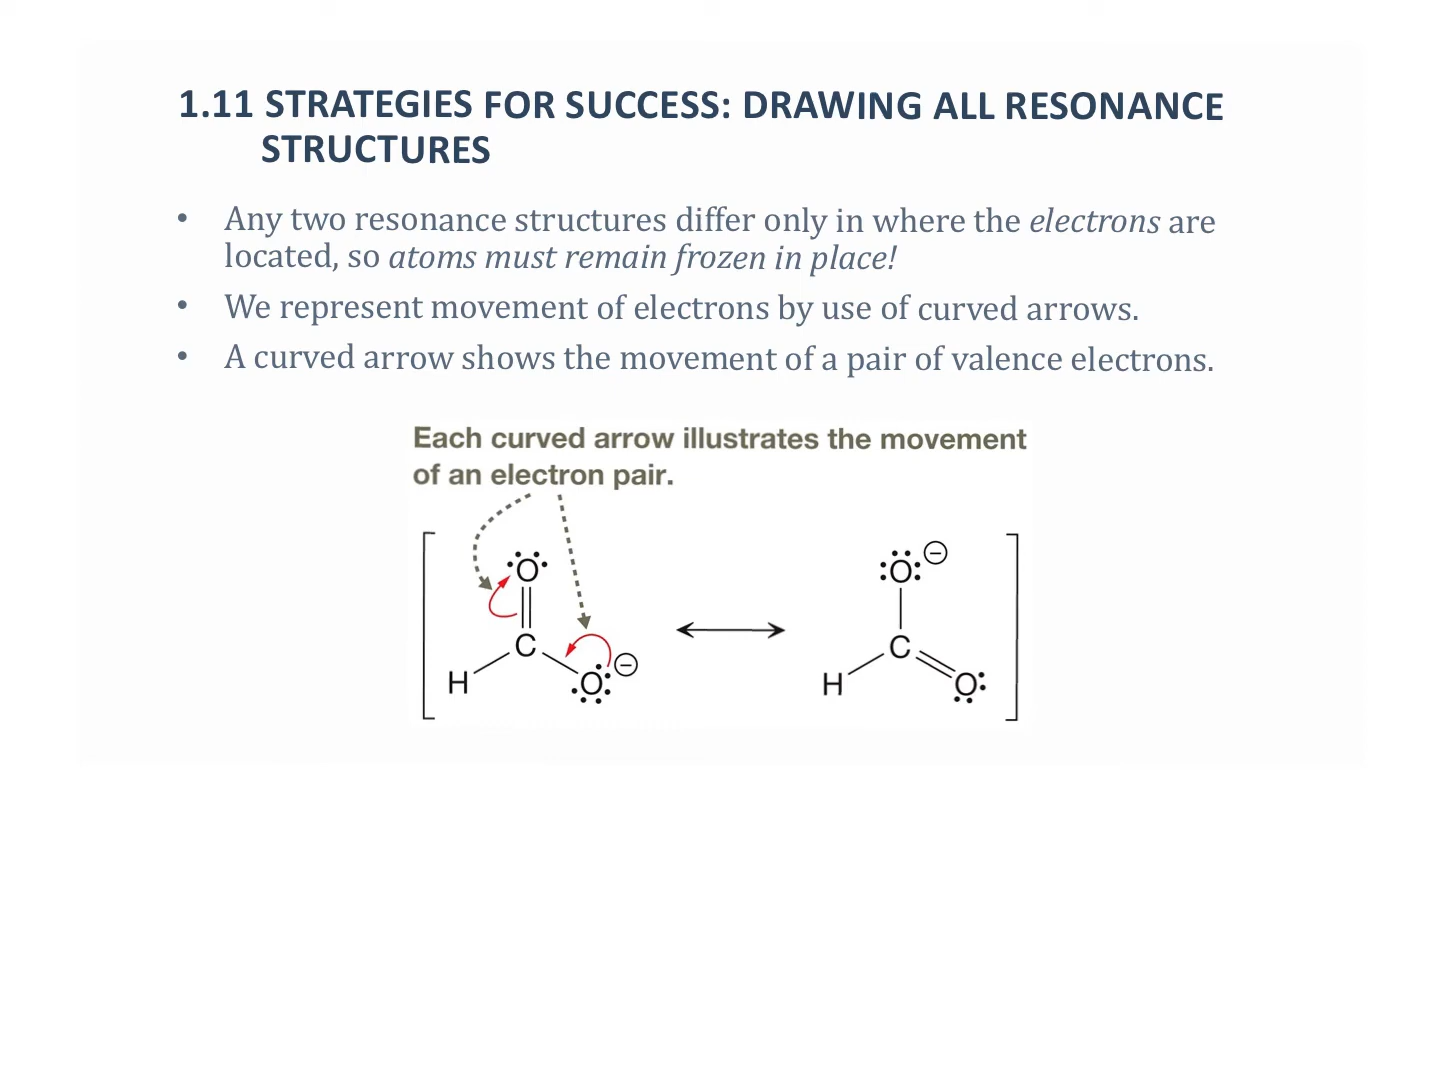 1.11 STRATEGIES FOR SUCCESS: DRAWING ALL RESONANCE
STRUCTURES
• Any two resonance structures differ only in where the electrons are
located, so atoms must remain frozen in place!
• We represent movement of electrons by use of curved arrows.
• A curved arrow shows the movement of a pair of valence electrons.
Each curved arrow illustrates the movement
of an electron pair.
O
C
H
O
O
C
H
O